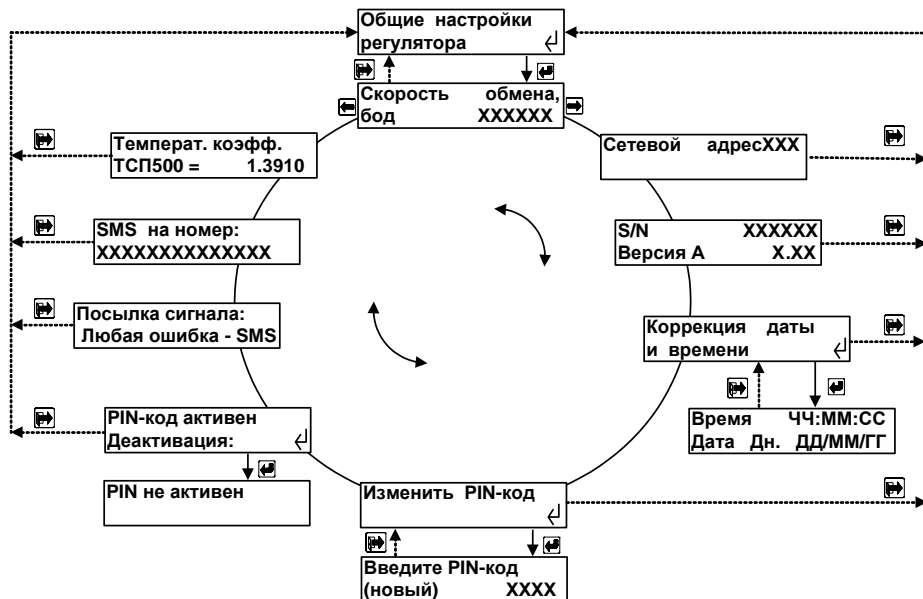 Общие настройки
регулятора
Скорость обмена,
бод XXXXXX
Температ. коэфф.
ТСП500 = 1.3910
Сетевой адресXXX
SMS на номер:
XXXXXXXXXXXXXX
S/N XXXXXX
Версия А X.XX
Посылка сигнала:
Любая ошибка - SMS
Коррекция даты
и времени
Время ЧЧ:ММ:СС
Дата Дн. ДД/ММ/ГГ
PIN-код активен
Деактивация:
PIN не активен
Изменить PIN-код
Введите PIN-код
(новый) XXXX